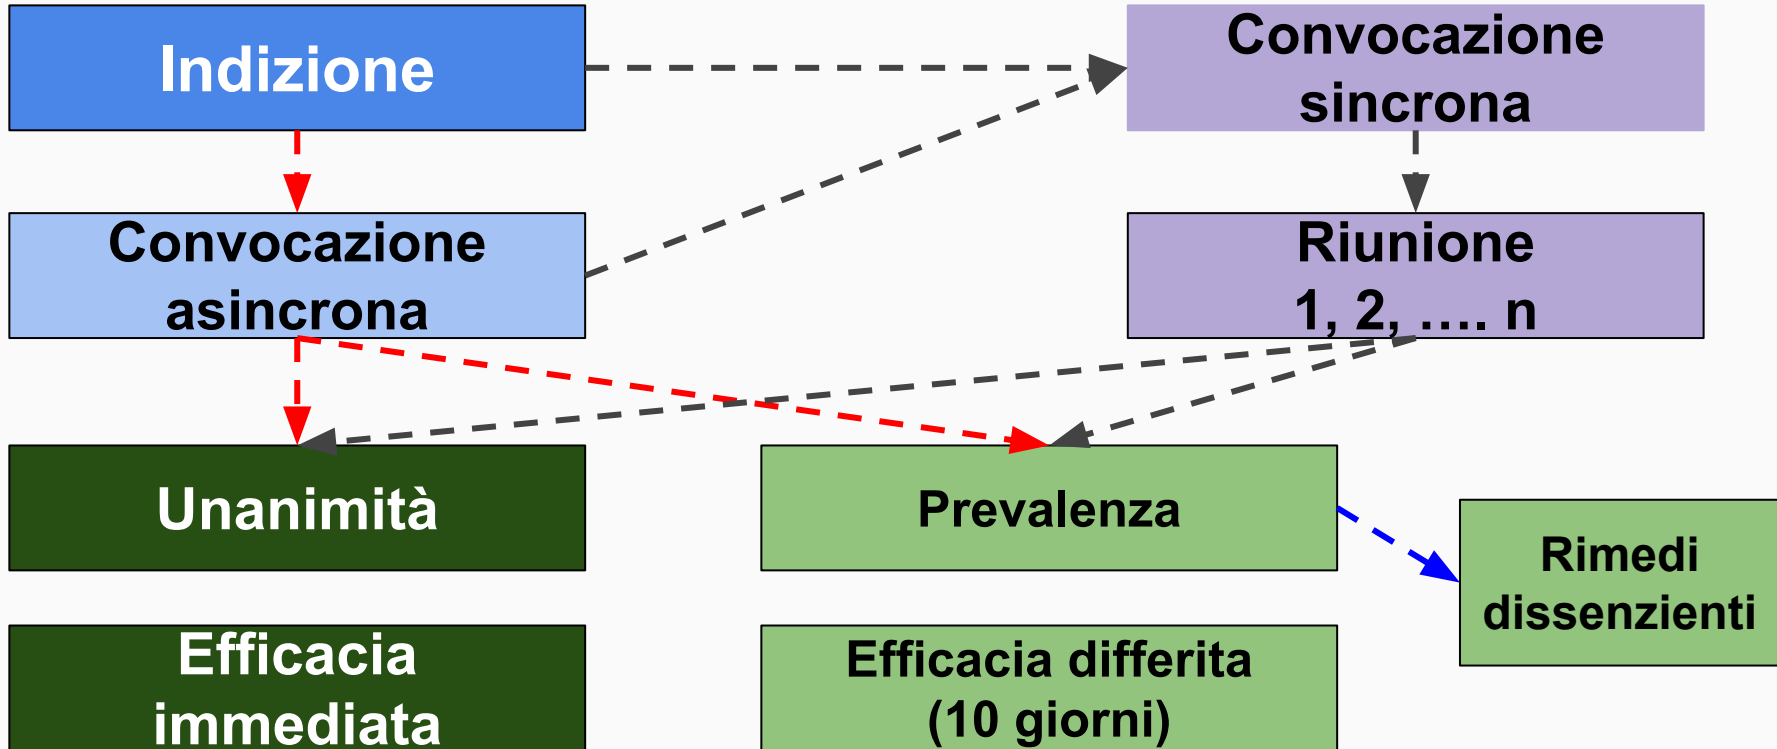 Indizione
Convocazione
sincrona
Convocazione
asincrona
Riunione
1, 2, …. n
Unanimità
Prevalenza
Rimedi
dissenzienti
Efficacia
immediata
Efficacia differita
(10 giorni)